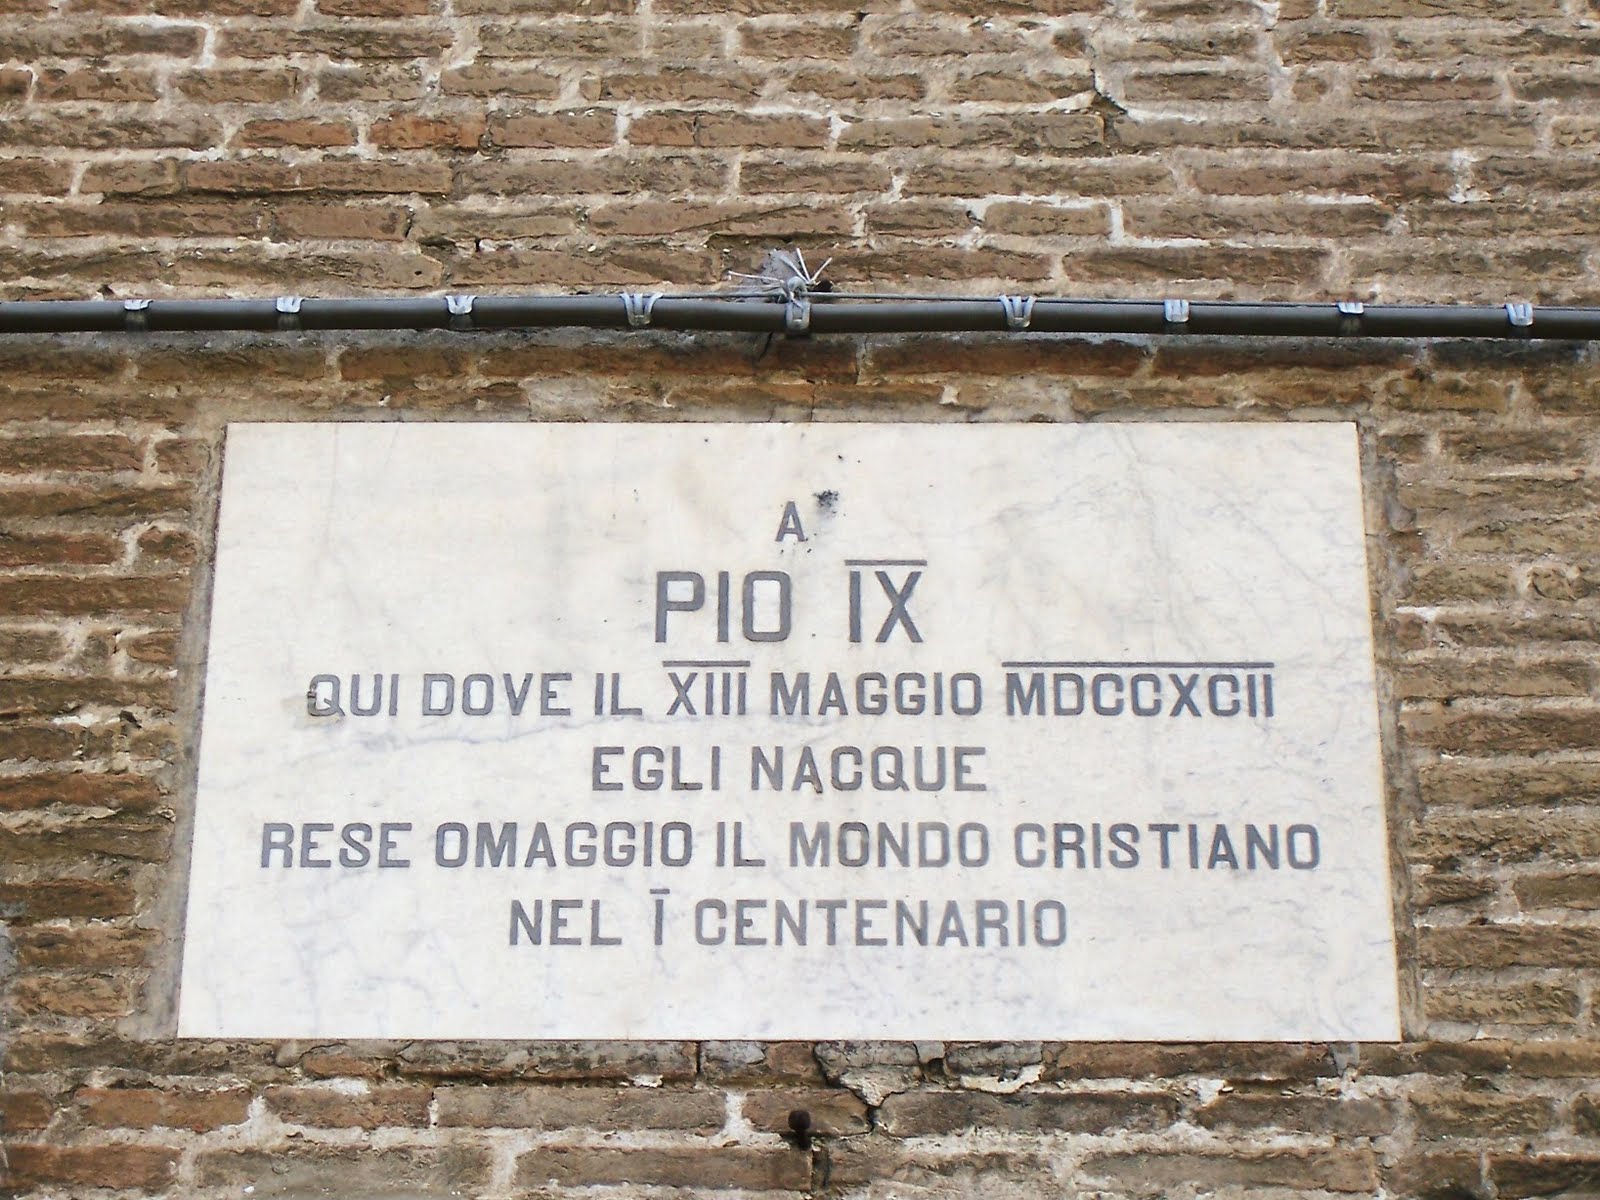 A
PIO IX
QUI DOVE IL XIII MAGGIO MDCCXCII
EGLI NACQUE
RESE OMAGGIO IL MONDO CRISTIANO
NEL I CENTENARIO